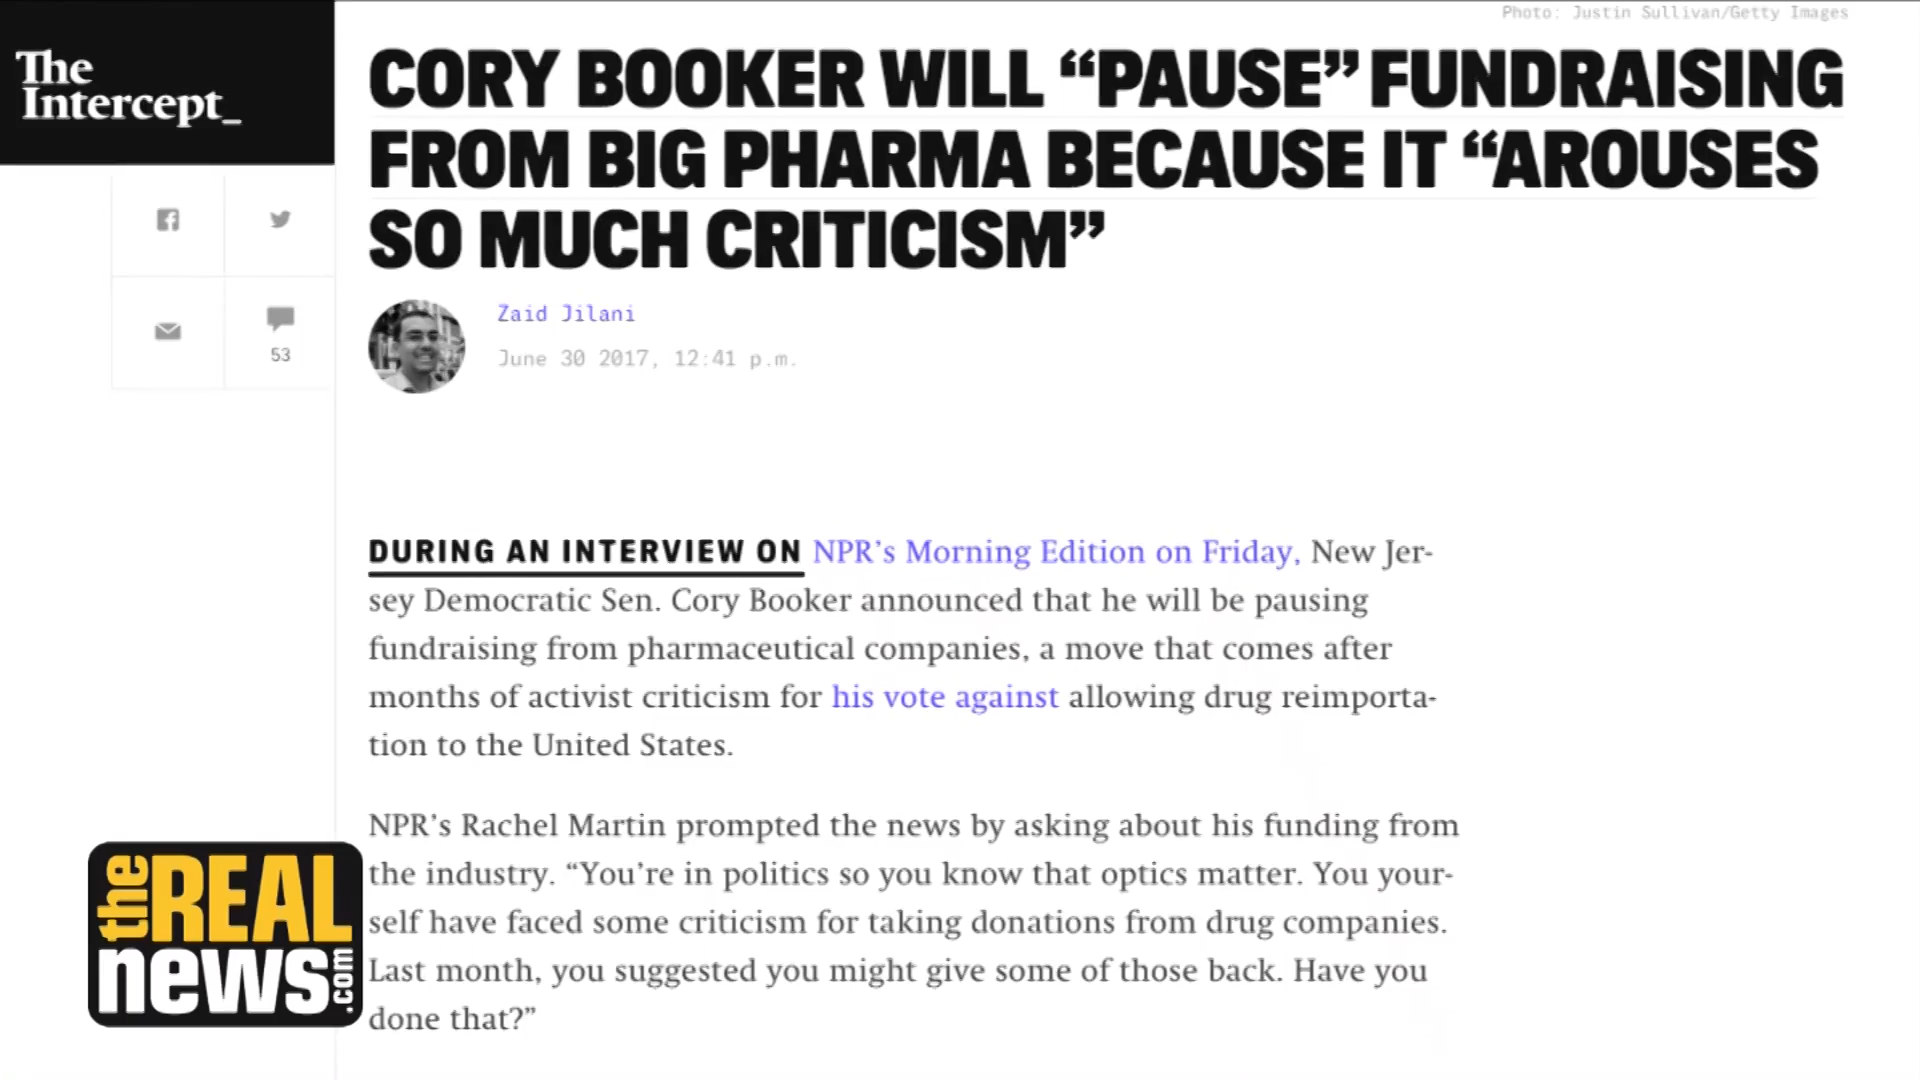 Photo: Justin Sullivan/Getty Images
The
Intercept_
CORY BOOKER WILL “PAUSE” FUNDRAISING
FROM BIG PHARMA BECAUSE IT “AROUSES
SO MUCH CRITICISM”
Zaid Jilani
June 30 2017, 12:41 p.m.
53
DURING AN INTERVIEW ON NPR’s Morning Edition on Friday, New Jer-
sey Democratic Sen. Cory Booker announced that he will be pausing
fundraising from pharmaceutical companies, a move that comes after
months of activist criticism for his vote against allowing drug reimporta-
tion to the United States.
NPR’s Rachel Martin prompted the news by asking about his funding from
the industry. “You’re in politics so you know that optics matter. You your-
self have faced some criticism for taking donations from drug companies.
Last month, you suggested you might give some of those back. Have you
done that?”
the REAL
news.com